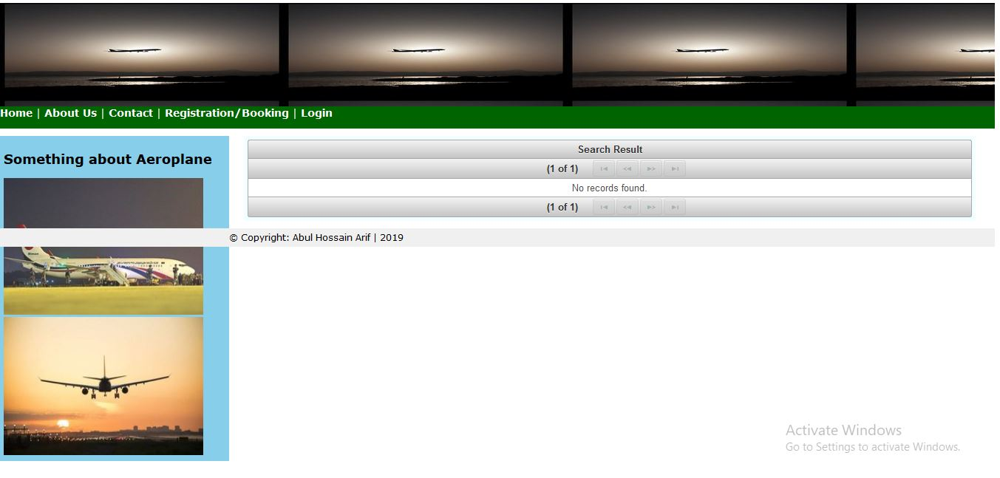 Home | About Us | Contact | Registration/Booking | Login
Something about Aeroplane
Search Result
(1 of 1)
No records found.
(1 of 1)
© Copyright: Abul Hossain Arif | 2019
Activate Windows
Go to Settings to activate Windows.